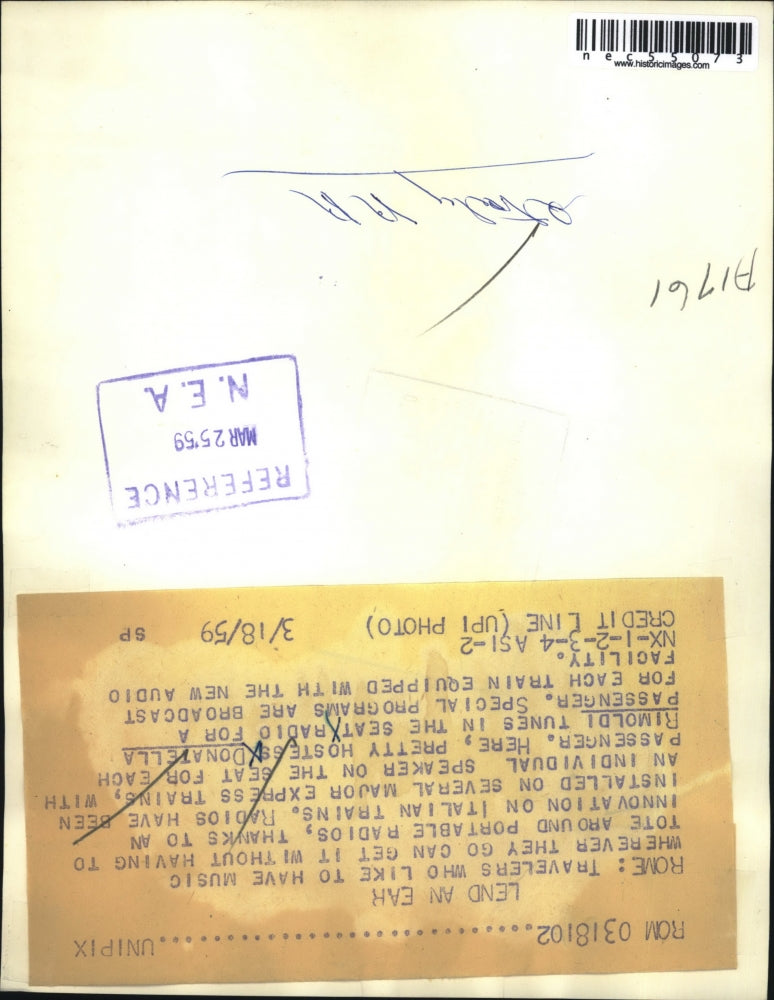 nec55073
www.historicimages.com
ROM 0318102..............................UNIPIX
LEND AN EAR
ROME: TRAVELERS WHO LIKE TO HAVE MUSIC
WHEREVER THEY GO CAN GET IT WITHOUT HAVING TO
TOTE AROUND PORTABLE RADIOS, THANKS TO AN
INNOVATION ON ITALIAN TRAINS. RADIOS HAVE BEEN
INSTALLED ON SEVERAL MAJOR EXPRESS TRAINS, WITH
AN INDIVIDUAL SPEAKER ON THE SEAT FOR EACH
PASSENGER. HERE, PRETTY HOSTESS DONATELLA
RIMOLDI TUNES IN THE SEAT RADIO FOR A
PASSENGER. SPECIAL PROGRAMS ARE BROADCAST
FOR EACH TRAIN EQUIPPED WITH THE NEW AUDIO
FACILITY.
NX-1-2-3-4 ASI-2
CREDIT LINE (UPI PHOTO) 3/18/59 SP
REFERENCE
MAR 25'59
N.E.A.
A1761
Italy RR